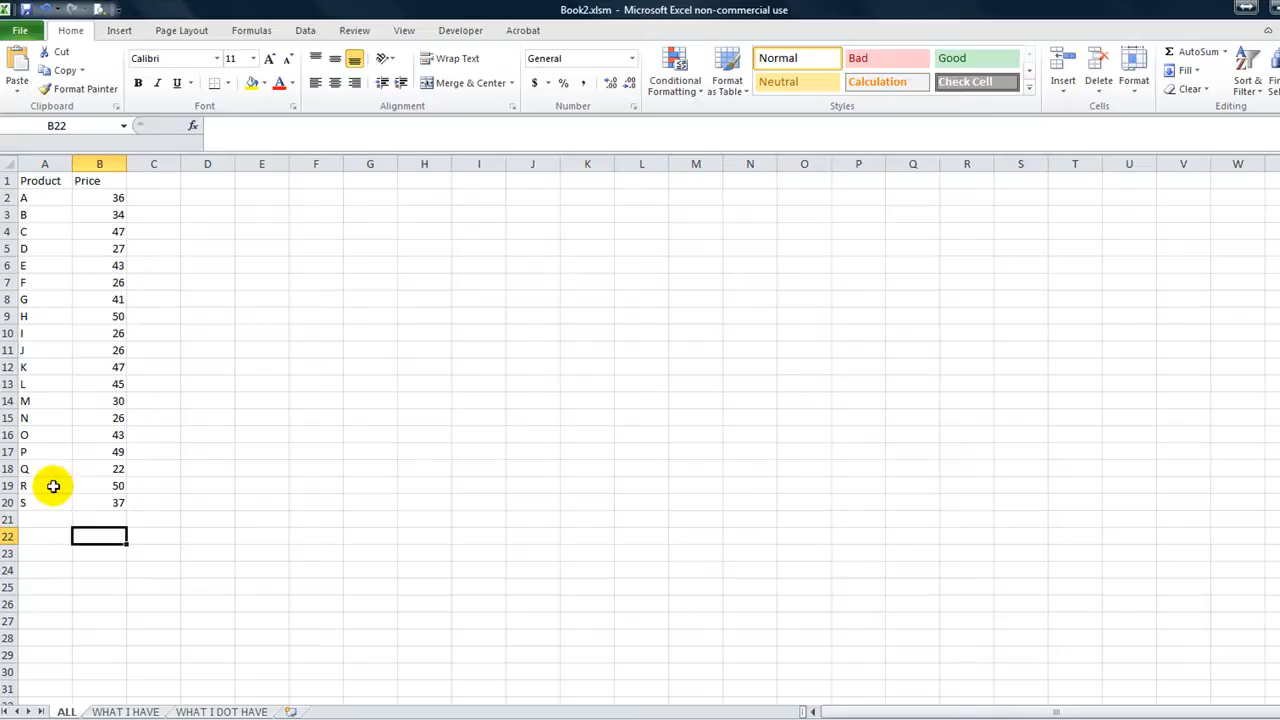 Book2.xlsm - Microsoft Excel non-commercial use
File Home Insert Page Layout Formulas Data Review View Developer Acrobat
Paste Cut Copy Format Painter Clipboard
Calibri 11 B I U A A A Font
Wrap Text Merge & Center Alignment
General $ % , Number
Conditional Formatting Format as Table
Normal Bad Good
Neutral Calculation Check Cell
Styles
Insert Delete Format Cells
Σ AutoSum Fill Clear Sort & Filter Editing
B22 fx
A B C D E F G H I J K L M N O P Q R S T U V W
1 Product Price
2 A 36
3 B 34
4 C 47
5 D 27
6 E 43
7 F 26
8 G 41
9 H 50
10 I 26
11 J 26
12 K 47
13 L 45
14 M 30
15 N 26
16 O 43
17 P 49
18 Q 22
19 R 50
20 S 37
21
22
23
24
25
26
27
28
29
30
31
ALL WHAT I HAVE WHAT I DOT HAVE